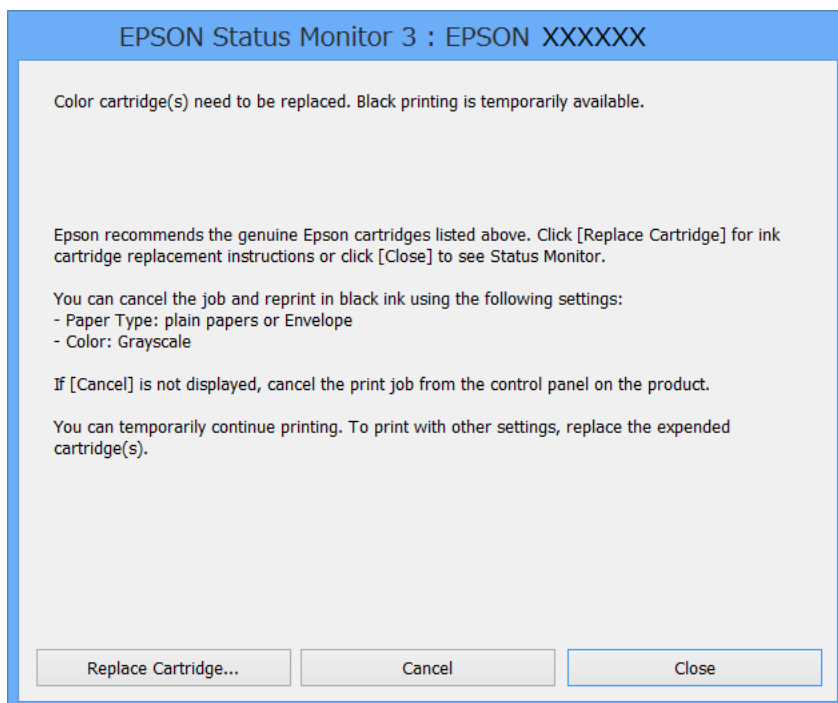 EPSON Status Monitor 3 : EPSON XXXXXX
Color cartridge(s) need to be replaced. Black printing is temporarily available.
Epson recommends the genuine Epson cartridges listed above. Click [Replace Cartridge] for ink
cartridge replacement instructions or click [Close] to see Status Monitor.
You can cancel the job and reprint in black ink using the following settings:
- Paper Type: plain papers or Envelope
- Color: Grayscale
If [Cancel] is not displayed, cancel the print job from the control panel on the product.
You can temporarily continue printing. To print with other settings, replace the expended
cartridge(s).
Replace Cartridge... Cancel Close